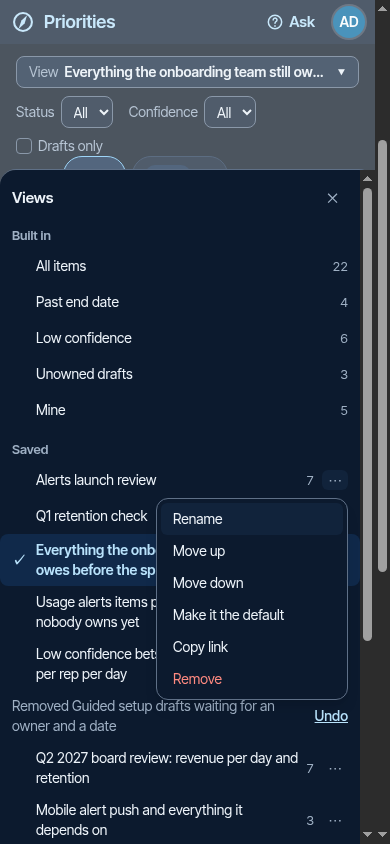 Priorities
Ask
AD
View Everything the onboarding team still ow...
Status All Confidence All
Drafts only
Views
Built in
All items 22
Past end date 4
Low confidence 6
Unowned drafts 3
Mine 5
Saved
Alerts launch review 7
Q1 retention check
Everything the onb
owes before the sp
Usage alerts items p
nobody owns yet
Low confidence bets
per rep per day
Rename
Move up
Move down
Make it the default
Copy link
Remove
Removed Guided setup drafts waiting for an
owner and a date
Undo
Q2 2027 board review: revenue per day and
retention
7
Mobile alert push and everything it
depends on
3